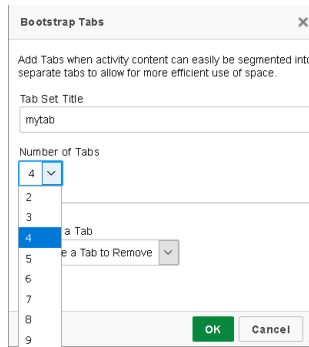 Bootstrap Tabs
Add Tabs when activity content can easily be segmented into
separate tabs to allow for more efficient use of space.
Tab Set Title
mytab
Number of Tabs
4
2
3
4
a Tab
5
e a Tab to Remove
6
7
8
9
OK Cancel